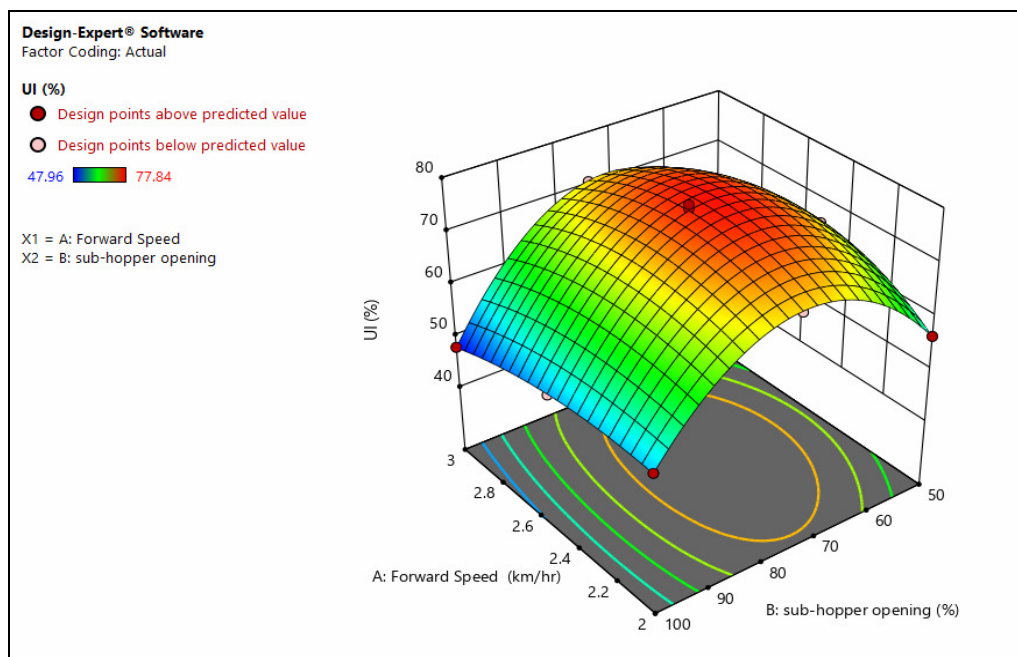 Design-Expert® Software
Factor Coding: Actual
UI (%)
Design points above predicted value
Design points below predicted value
47.96 77.84
X1 = A: Forward Speed
X2 = B: sub-hopper opening
80
70
60
50
40
UI (%)
3
2.8
2.6
2.4
2.2
2
A: Forward Speed (km/hr)
50
60
70
80
90
100
B: sub-hopper opening (%)